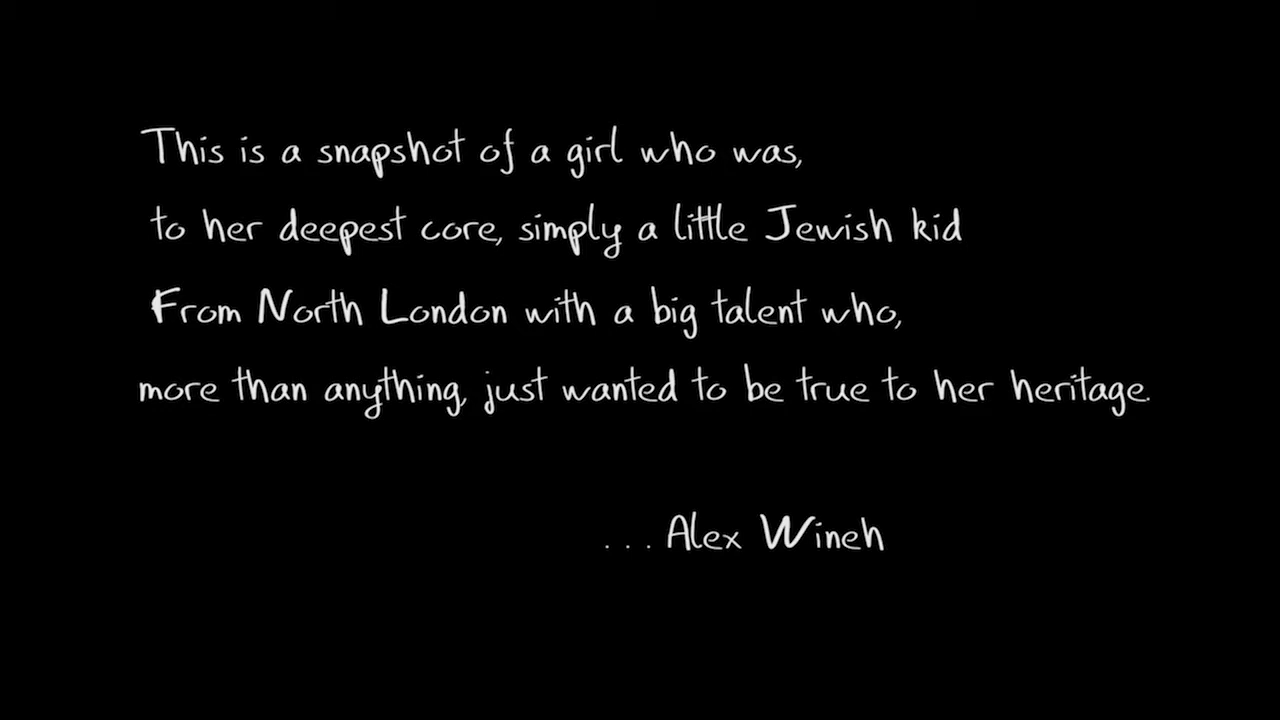 This is a snapshot of a girl who was,
to her deepest core, simply a little Jewish kid
From North London with a big talent who,
more than anything, just wanted to be true to her heritage.
... Alex Wineh